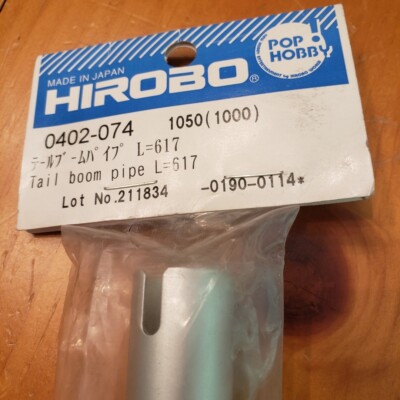 POP
HOBBY!
MADE IN JAPAN
HIROBO®
0402-074 1050(1000)
テールブームパイプ L=617
Tail boom pipe L=617
Lot No.211834 -0190-0114*